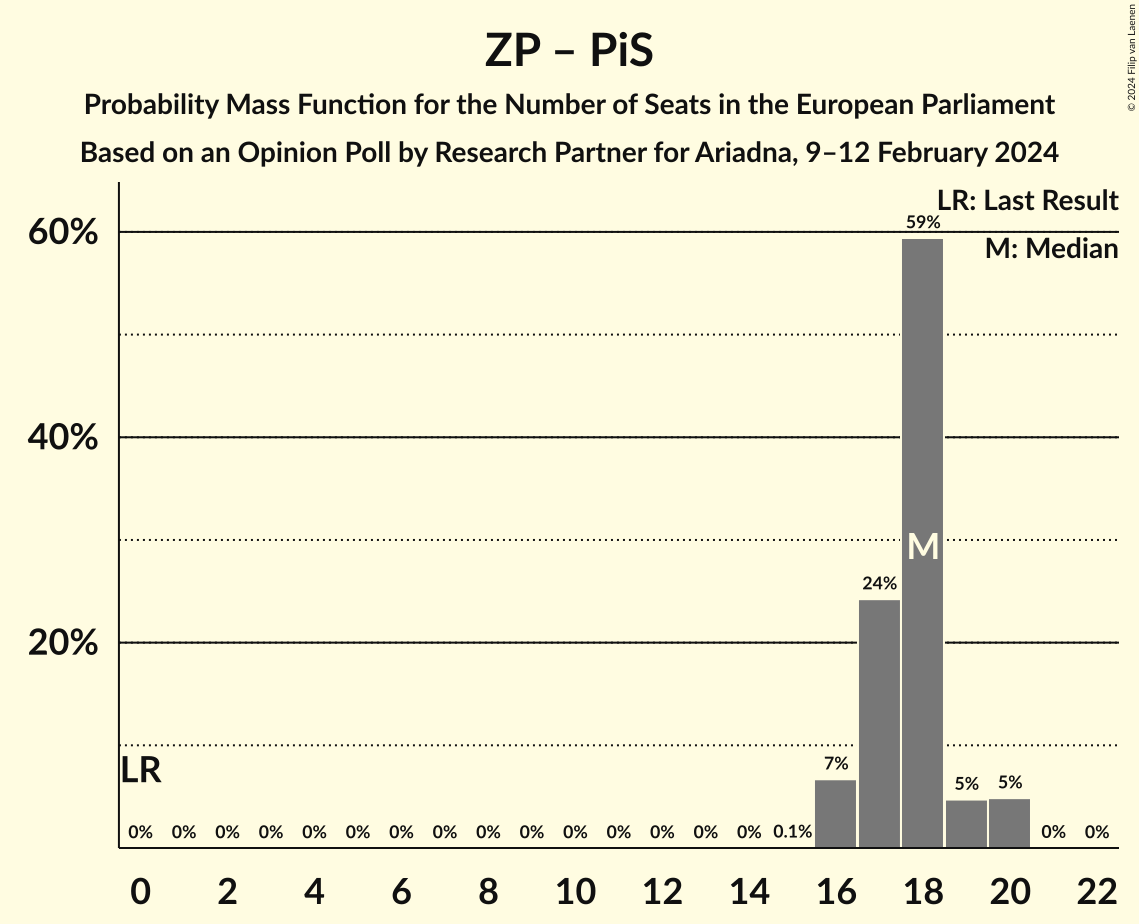 ZP – PiS
Probability Mass Function for the Number of Seats in the European Parliament
Based on an Opinion Poll by Research Partner for Ariadna, 9–12 February 2024
© 2024 Filip van Laenen
LR: Last Result
M: Median
60%
40%
20%
59%
M
24%
LR
7%
5%
5%
0% 0% 0% 0% 0% 0% 0% 0% 0% 0% 0% 0% 0% 0% 0% 0.1% 0% 0%
0 2 4 6 8 10 12 14 16 18 20 22